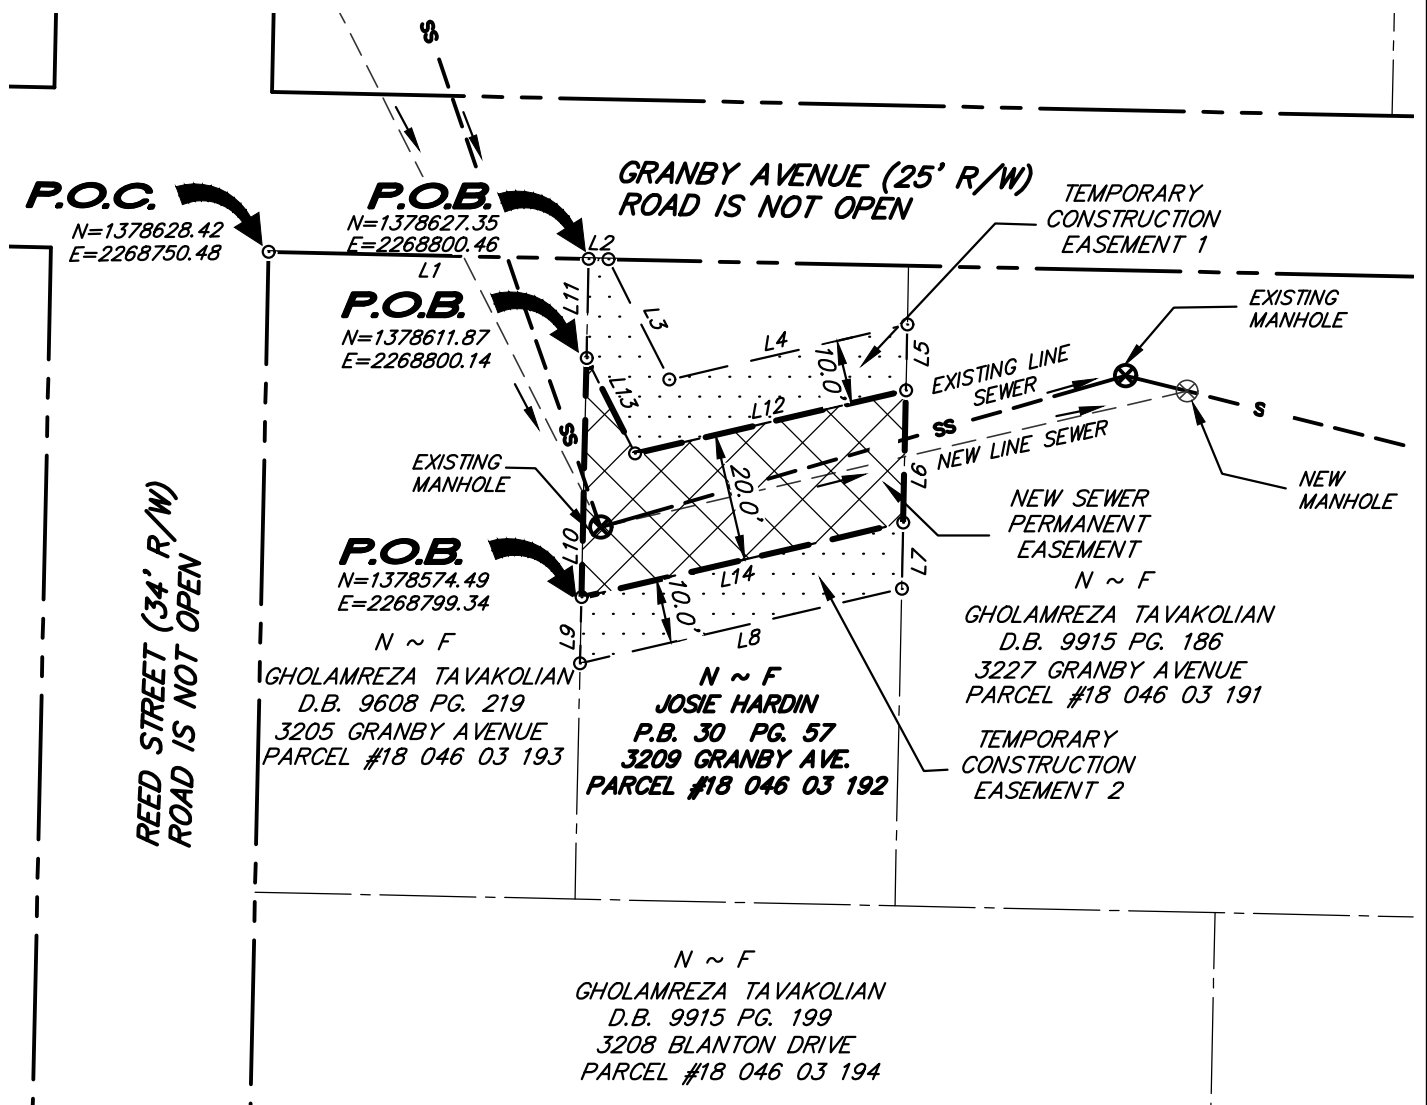 SS
GRANBY AVENUE (25' R/W)
ROAD IS NOT OPEN
P.O.C.
N=1378628.42
E=2268750.48
P.O.B.
N=1378627.35
E=2268800.46
L1
L2
TEMPORARY
CONSTRUCTION
EASEMENT 1
L11
L3
P.O.B.
N=1378611.87
E=2268800.14
L4
10.0'
L5
EXISTING
MANHOLE
EXISTING LINE
SEWER
L13
L12
SS
SS
S
NEW LINE SEWER
EXISTING
MANHOLE
20.0'
L6
NEW
MANHOLE
NEW SEWER
PERMANENT
EASEMENT
L10
P.O.B.
N=1378574.49
E=2268799.34
L14
10.0'
L7
L9
L8
REED STREET (34' R/W)
ROAD IS NOT OPEN
N ~ F
GHOLAMREZA TAVAKOLIAN
D.B. 9608 PG. 219
3205 GRANBY AVENUE
PARCEL #18 046 03 193
N ~ F
JOSIE HARDIN
P.B. 30 PG. 57
3209 GRANBY AVE.
PARCEL #18 046 03 192
N ~ F
GHOLAMREZA TAVAKOLIAN
D.B. 9915 PG. 186
3227 GRANBY AVENUE
PARCEL #18 046 03 191
TEMPORARY
CONSTRUCTION
EASEMENT 2
N ~ F
GHOLAMREZA TAVAKOLIAN
D.B. 9915 PG. 199
3208 BLANTON DRIVE
PARCEL #18 046 03 194